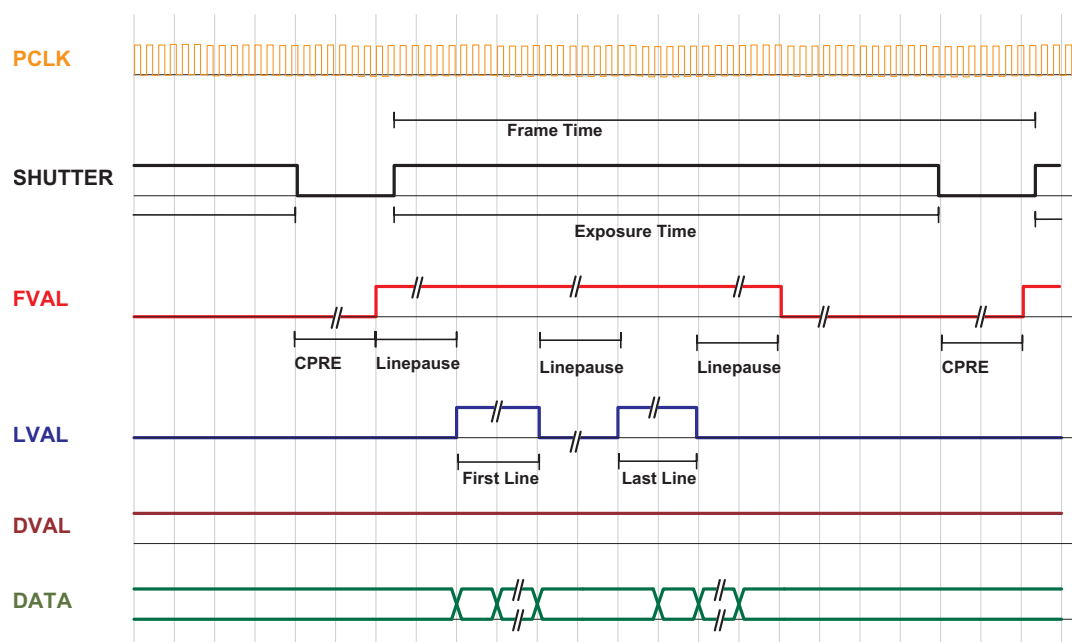 PCLK
Frame Time
SHUTTER
Exposure Time
FVAL
CPRE
Linepause
Linepause
Linepause
CPRE
LVAL
First Line
Last Line
DVAL
DATA